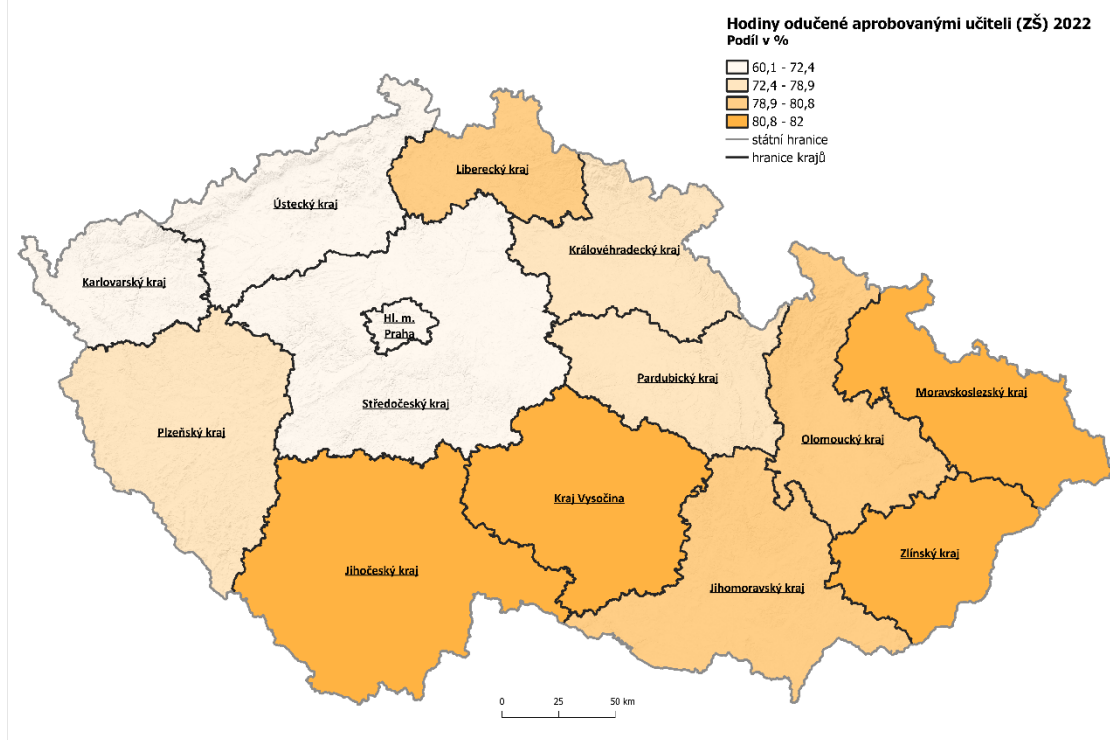 Hodiny odučené aprobovanými učiteli (ZŠ) 2022
Podíl v %
60,1 - 72,4
72,4 - 78,9
78,9 - 80,8
80,8 - 82
státní hranice
hranice krajů
Liberecký kraj
Ústecký kraj
Královéhradecký kraj
Karlovarský kraj
Hl. m.
Praha
Pardubický kraj
Moravskoslezský kraj
Středočeský kraj
Plzeňský kraj
Olomoucký kraj
Kraj Vysočina
Zlínský kraj
Jihočeský kraj
Jihomoravský kraj
0 25 50 km